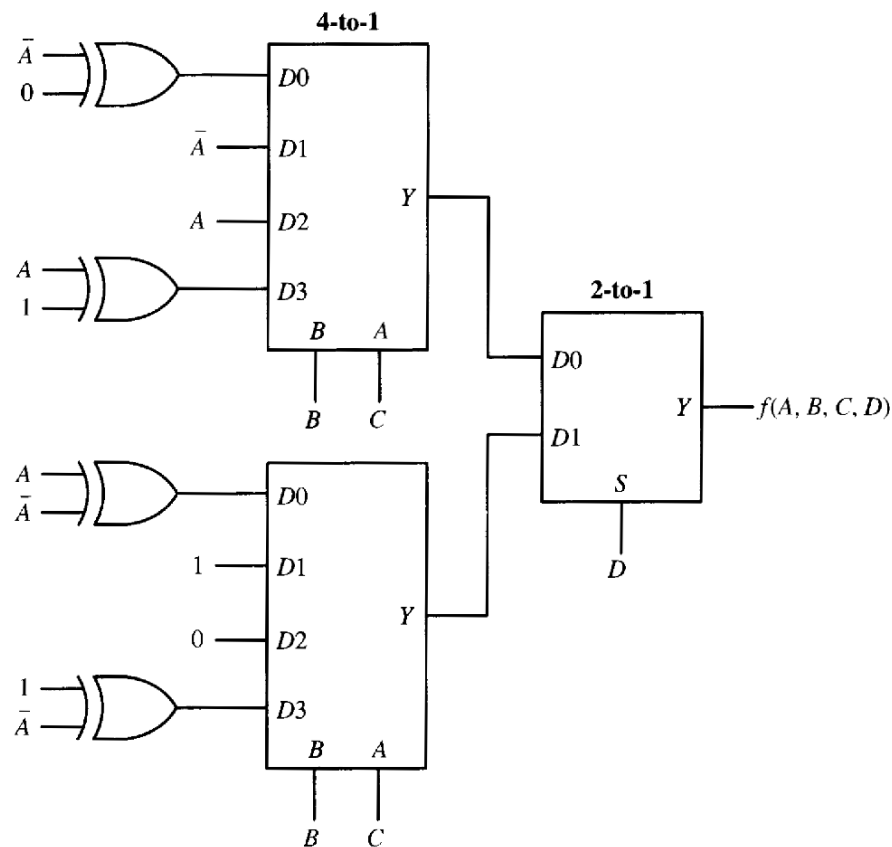 4-to-1
Ā
0
D0
Ā
D1
Y
A
D2
A
1
D3
B
A
B
C
2-to-1
D0
Y
f(A, B, C, D)
D1
S
D
A
Ā
D0
1
D1
Y
0
D2
1
Ā
D3
B
A
B
C